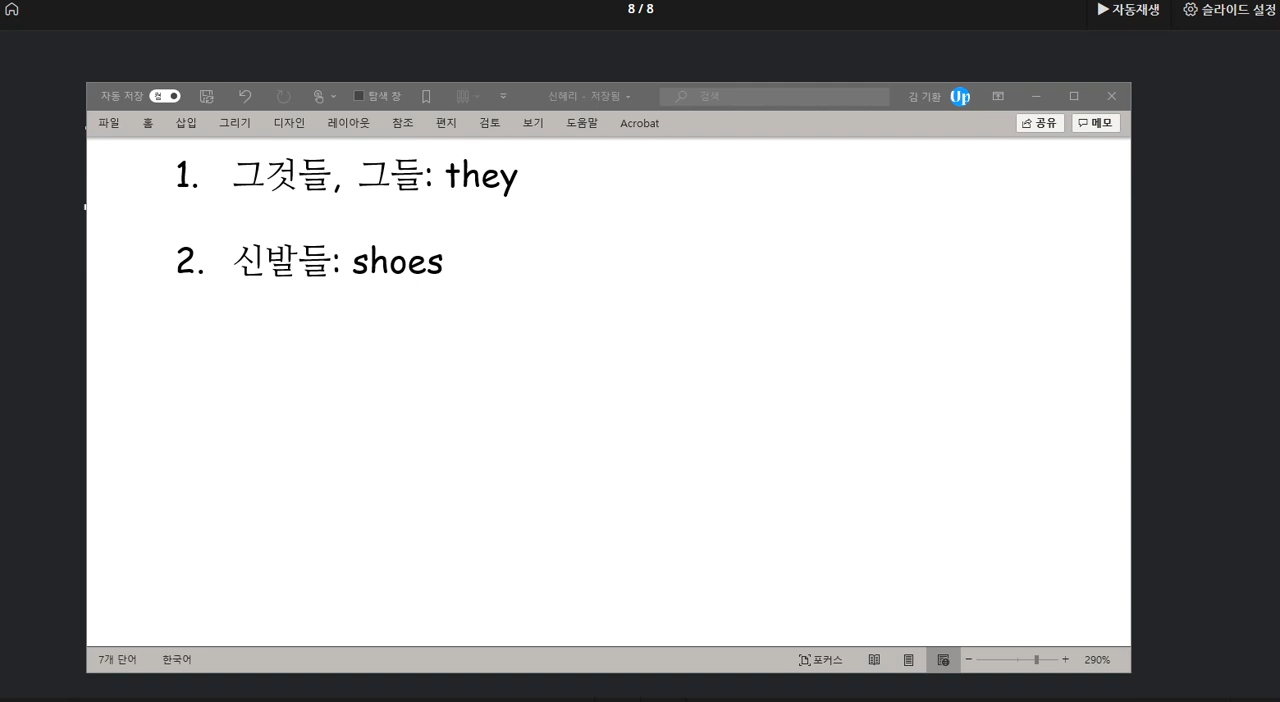 8 / 8
▶ 자동재생
슬라이드 설정
자동 저장 컴 탐색 창 신혜리 - 저장됨 검색 김 기환 Up
파일 홈 삽입 그리기 디자인 레이아웃 참조 편지 검토 보기 도움말 Acrobat 공유 메모
1. 그것들, 그들: they
2. 신발들: shoes
7개 단어 한국어 포커스 290%